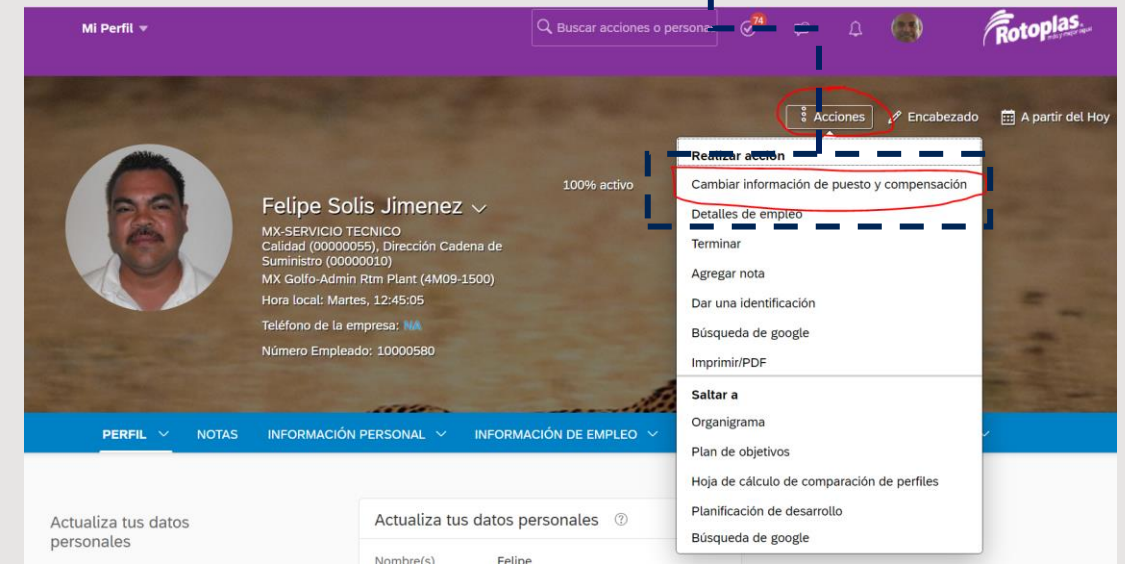 Mi Perfil
Buscar acciones o persona
74
Rotoplas
Acciones
Encabezado
A partir del Hoy
Realizar acción
Cambiar información de puesto y compensación
Detalles de empleo
Terminar
Agregar nota
Dar una identificación
Búsqueda de google
Imprimir/PDF
Saltar a
Organigrama
Plan de objetivos
Hoja de cálculo de comparación de perfiles
Planificación de desarrollo
Búsqueda de google
100% activo
Felipe Solis Jimenez
MX-SERVICIO TECNICO
Calidad (00000055), Dirección Cadena de
Suministro (00000010)
MX Golfo-Admin Rtm Plant (4M09-1500)
Hora local: Martes, 12:45:05
Teléfono de la empresa: NA
Número Empleado: 10000580
PERFIL NOTAS INFORMACIÓN PERSONAL INFORMACIÓN DE EMPLEO
Actualiza tus datos
personales
Actualiza tus datos personales
Nombre(s) Felipe